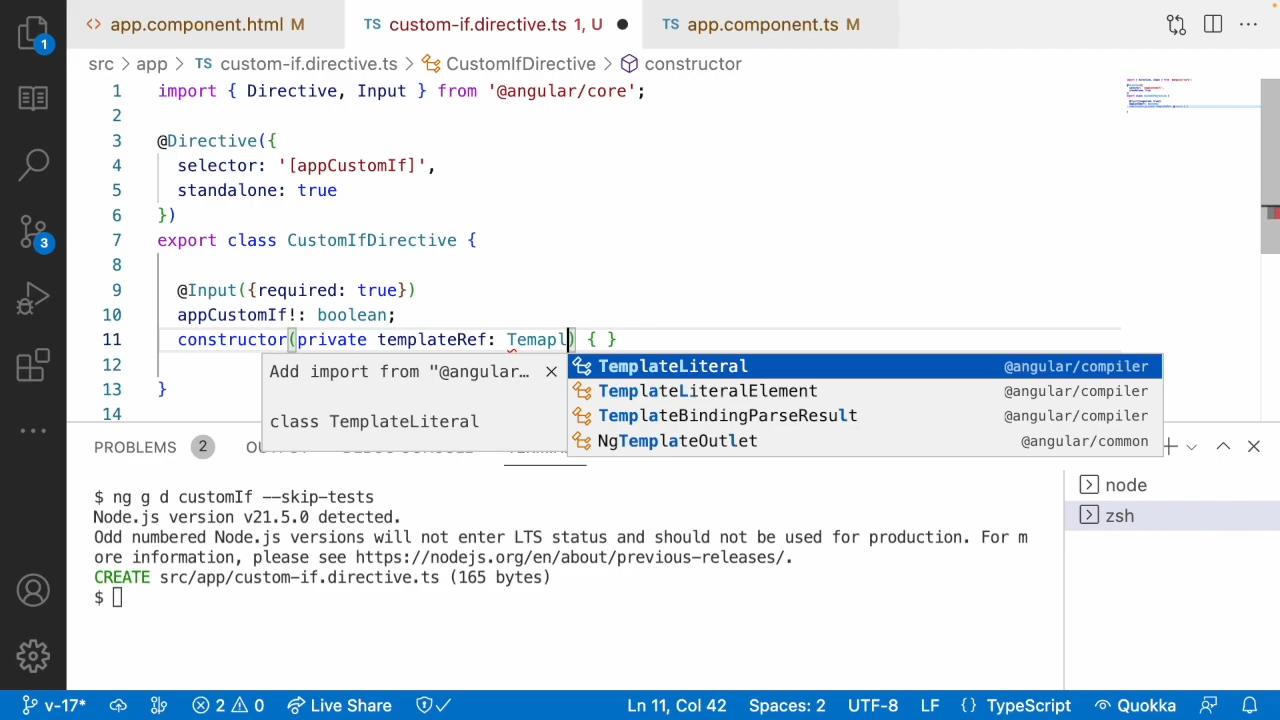 <> app.component.html M
TS custom-if.directive.ts 1, U ●
TS app.component.ts M
src > app > TS custom-if.directive.ts > CustomIfDirective > constructor
1 import { Directive, Input } from '@angular/core';
2
3 @Directive({
4 selector: '[appCustomIf]',
5 standalone: true
6 })
7 export class CustomIfDirective {
8
9 @Input({required: true})
10 appCustomIf!: boolean;
11 constructor(private templateRef: Temapl) { }
12
13 }
14
Add import from "@angular…
class TemplateLiteral
TemplateLiteral @angular/compiler
TemplateLiteralElement @angular/compiler
TemplateBindingParseResult @angular/compiler
NgTemplateOutlet @angular/common
1
3
PROBLEMS 2
$ ng g d customIf --skip-tests
Node.js version v21.5.0 detected.
Odd numbered Node.js versions will not enter LTS status and should not be used for production. For m
ore information, please see https://nodejs.org/en/about/previous-releases/.
CREATE src/app/custom-if.directive.ts (165 bytes)
$
node
zsh
v-17*
2 0
Live Share
Ln 11, Col 42
Spaces: 2
UTF-8
LF
{} TypeScript
Quokka